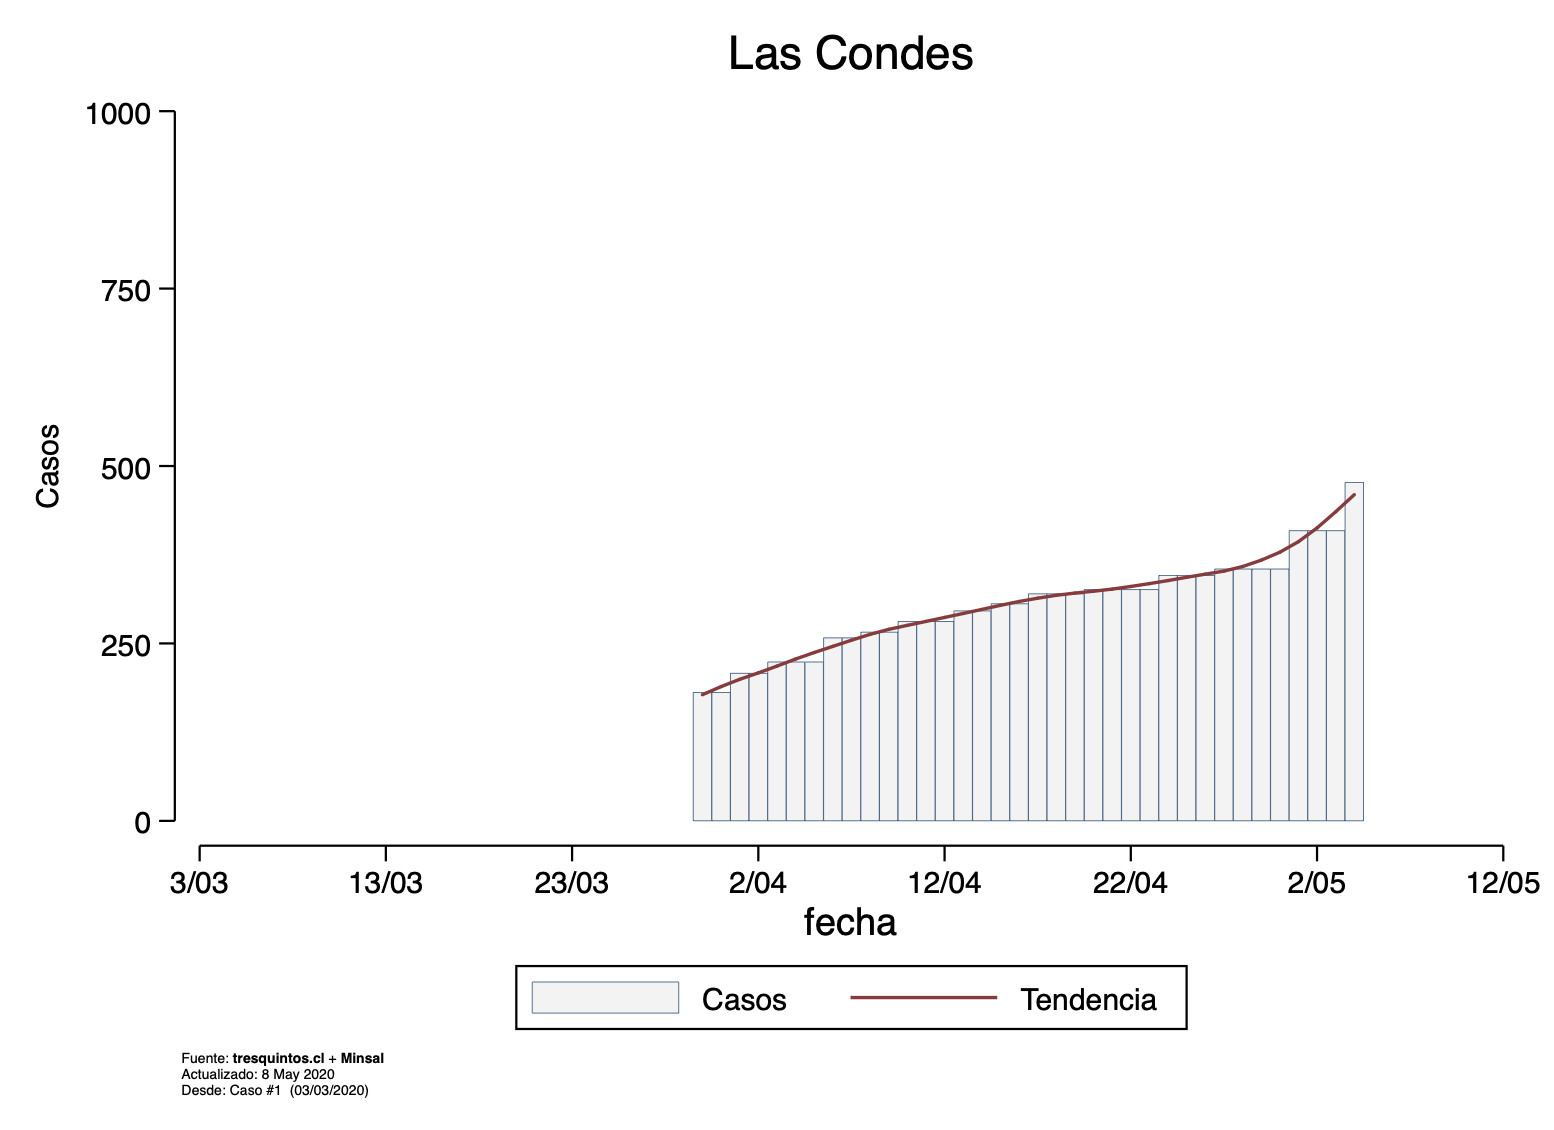 Las Condes
1000
750
500
250
0
Casos
3/03 13/03 23/03 2/04 12/04 22/04 2/05 12/05
fecha
Casos Tendencia
Fuente: tresquintos.cl + Minsal
Actualizado: 8 May 2020
Desde: Caso #1 (03/03/2020)